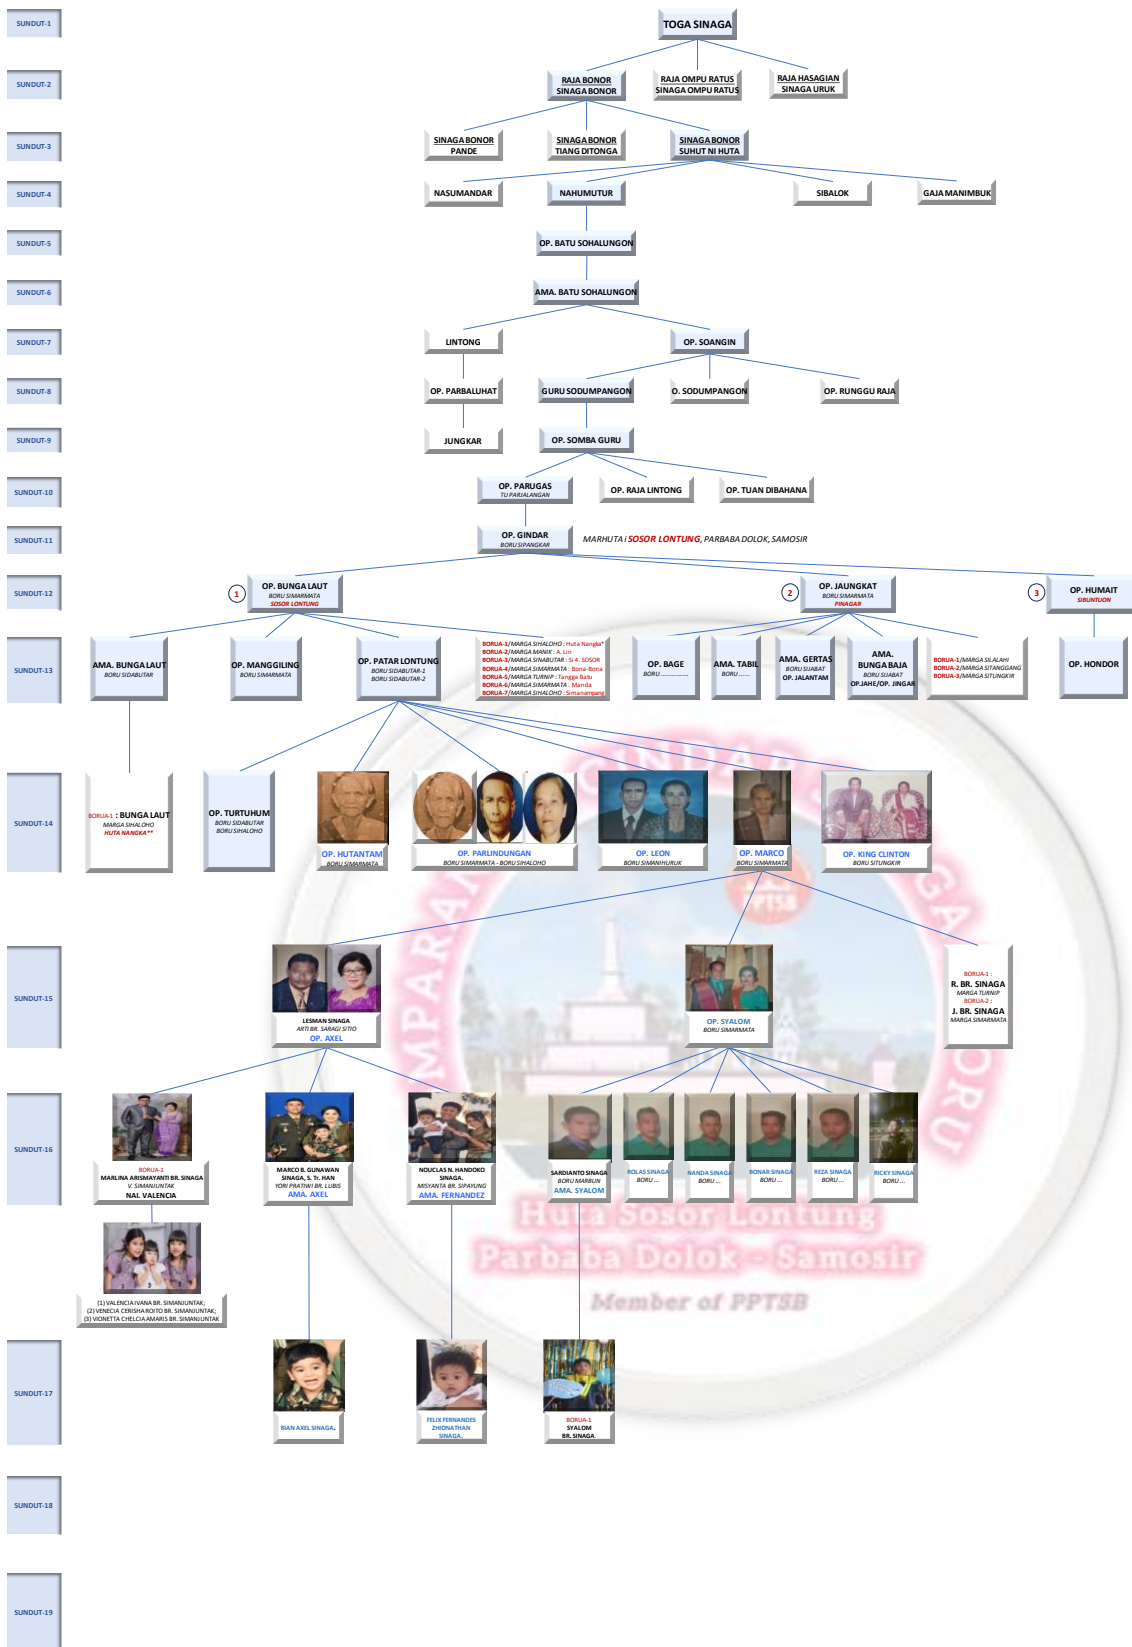 SUNDUT-1
TOGA SINAGA
SUNDUT-2
RAJA BONOR
SINAGA BONOR
RAJA OMPU RATUS
SINAGA OMPU RATUS
RAJA HASAGIAN
SINAGA URUK
SUNDUT-3
SINAGA BONOR
PANDE
SINAGA BONOR
TIANG DITONGA
SINAGA BONOR
SUHUT NI HUTA
SUNDUT-4
NASUMANDAR
NAHUMUTUR
SIBALOK
GAJA MANIMBUK
SUNDUT-5
OP. BATU SOHALUNGON
SUNDUT-6
AMA. BATU SOHALUNGON
SUNDUT-7
LINTONG
OP. SOANGIN
SUNDUT-8
OP. PARBALUHAT
GURU SODUMPANGON
O. SODUMPANGON
OP. RUNGGU RAJA
SUNDUT-9
JUNGKAR
OP. SOMBA GURU
SUNDUT-10
OP. PARUGAS
TU PARJALANGAN
OP. RAJA LINTONG
OP. TUAN DIBAHANA
SUNDUT-11
OP. GINDAR
BORU SIPANGKAR
MARHUTA i SOSOR LONTUNG, PARBABA DOLOK, SAMOSIR
SUNDUT-12
1
OP. BUNGA LAUT
BORU SIMARMATA
SOSOR LONTUNG
2
OP. JAUNGKAT
BORU SIMARMATA
PINAGAR
3
OP. HUMAIT
SIBUNTUON
SUNDUT-13
AMA. BUNGA LAUT
BORU SIDABUTAR
OP. MANGGILING
BORU SIMARMATA
OP. PATAR LONTUNG
BORU SIDABUTAR-1
BORU SIDABUTAR-2
BORUA-1/MARGA SIHALOHO : Huta Nangka*
BORUA-2/MARGA MANIK : A. Lin
BORUA-3/MARGA SINABUTAR : Si 4. SOSOR
BORUA-4/MARGA SIMARMATA : Bona-Bona
BORUA-5/MARGA TURNIP : Tangga Batu
BORUA-6/MARGA SIMARMATA : Manda
BORUA-7/MARGA SIHALOHO : Simanampang
OP. BAGE
BORU ................
AMA. TABIL
BORU ......
AMA. GERTAS
BORU SIJABAT
OP. JALANTAM
AMA.
BUNGA BAJA
BORU SIJABAT
OP.JAHE/OP. JINGAR
BORUA-1/MARGA SILALAHI
BORUA-2/MARGA SITANGGANG
BORUA-3/MARGA SITUNGKIR
OP. HONDOR
SUNDUT-14
BORUA-1 : BUNGA LAUT
MARGA SIHALOHO
HUTA NANGKA**
OP. TURTUHUM
BORU SIDABUTAR
BORU SIHALOHO
OP. HUTANTAM
BORU SIMARMATA
OP. PARLINDUNGAN
BORU SIMARMATA - BORU SIHALOHO
OP. LEON
BORU SIMANIHURUK
OP. MARCO
BORU SIMARMATA
OP. KING CLINTON
BORU SITUNGKIR
SUNDUT-15
LESMAN SINAGA
ARTI BR. SARAGI SITIO
OP. AXEL
OP. SYALOM
BORU SIMARMATA
BORUA-1 :
R. BR. SINAGA
MARGA TURNIP
BORUA-2 :
J. BR. SINAGA
MARGA SIMARMATA
SUNDUT-16
BORUA-1
MARLINA ARISMAYANTI BR. SINAGA
V. SIMANJUNTAK
NAI. VALENCIA
MARCO B. GUNAWAN
SINAGA, S. Tr. HAN
YORI PRATIWI BR. LUBIS
AMA. AXEL
NOUCLAS N. HANDOKO
SINAGA.
MISYANTA BR. SIPAYUNG
AMA. FERNANDEZ
SARDIANTO SINAGA
BORU MARBUN
AMA. SYALOM
ROLAS SINAGA
BORU ...
NANDA SINAGA
BORU ...
BONAR SINAGA
BORU ...
REZA SINAGA
BORU ...
RICKY SINAGA
BORU ...
(1) VALENCIA IVANA BR. SIMANJUNTAK;
(2) VENECIA CERISHA ROITO BR. SIMANJUNTAK;
(3) VIONETTA CHELCIA AMARIS BR. SIMANJUNTAK
Huta Sosor Lontung
Parbaba Dolok - Samosir
Member of PPTSB
SUNDUT-17
BIAN AXEL SINAGA.
FELIX FERNANDES
ZHIONATHAN
SINAGA.
BORUA-1
SYALOM
BR. SINAGA.
SUNDUT-18
SUNDUT-19